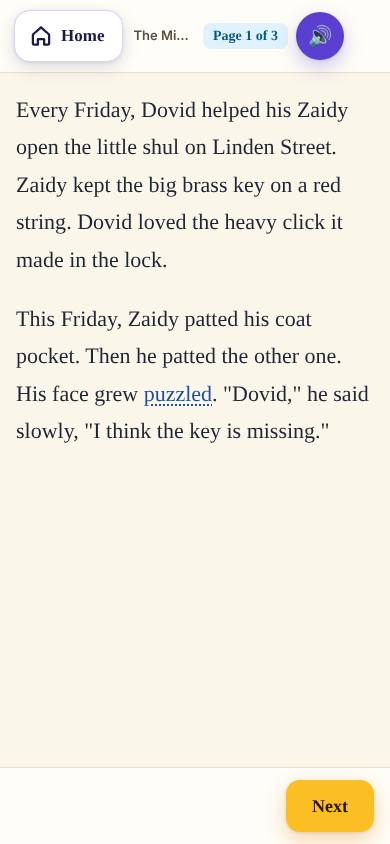 Home
The Mi...
Page 1 of 3
Every Friday, Dovid helped his Zaidy
open the little shul on Linden Street.
Zaidy kept the big brass key on a red
string. Dovid loved the heavy click it
made in the lock.
This Friday, Zaidy patted his coat
pocket. Then he patted the other one.
His face grew puzzled. "Dovid," he said
slowly, "I think the key is missing."
Next